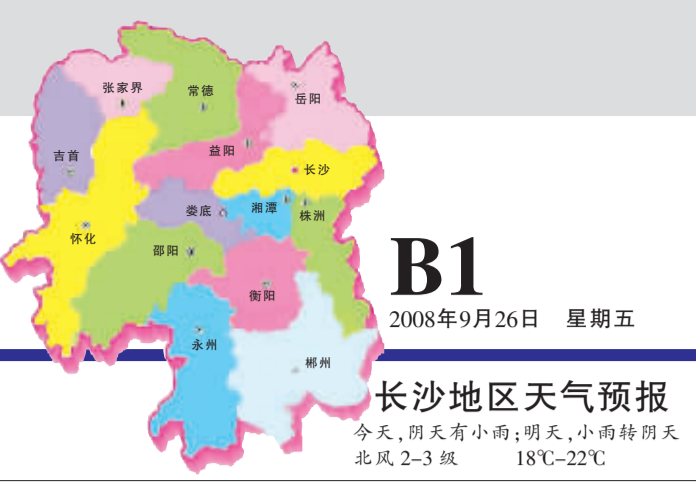 张家界
常德
岳阳
吉首
益阳
长沙
娄底
湘潭
株洲
怀化
邵阳
衡阳
永州
郴州
B1
2008年9月26日 星期五
长沙地区天气预报
今天,阴天有小雨;明天,小雨转阴天
北风 2–3 级 18℃–22℃